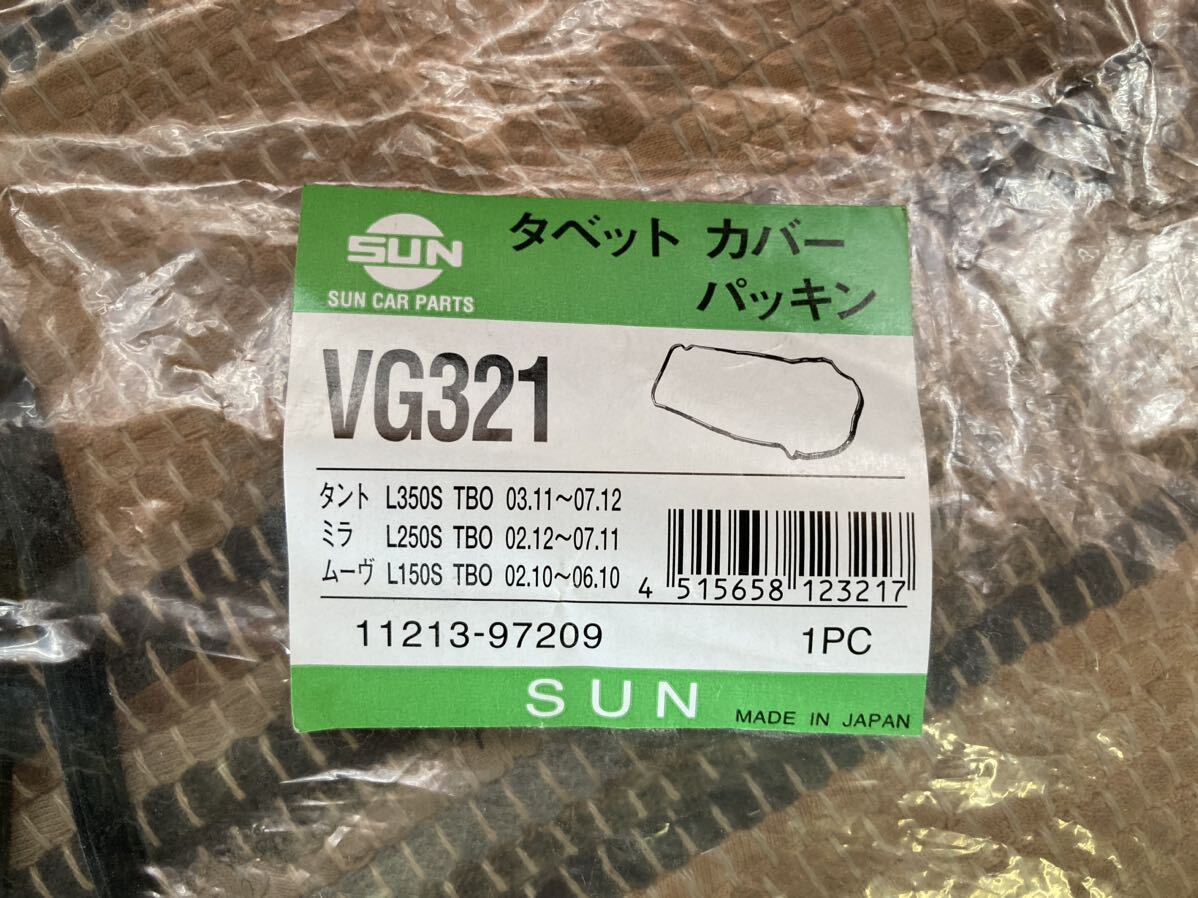 SUN
SUN CAR PARTS
タペット カバー
パッキン
VG321
タント L350S TBO 03.11～07.12
ミラ L250S TBO 02.12～07.11
ムーヴ L150S TBO 02.10～06.10
4 515658 123217
11213-97209 1PC
SUN
MADE IN JAPAN